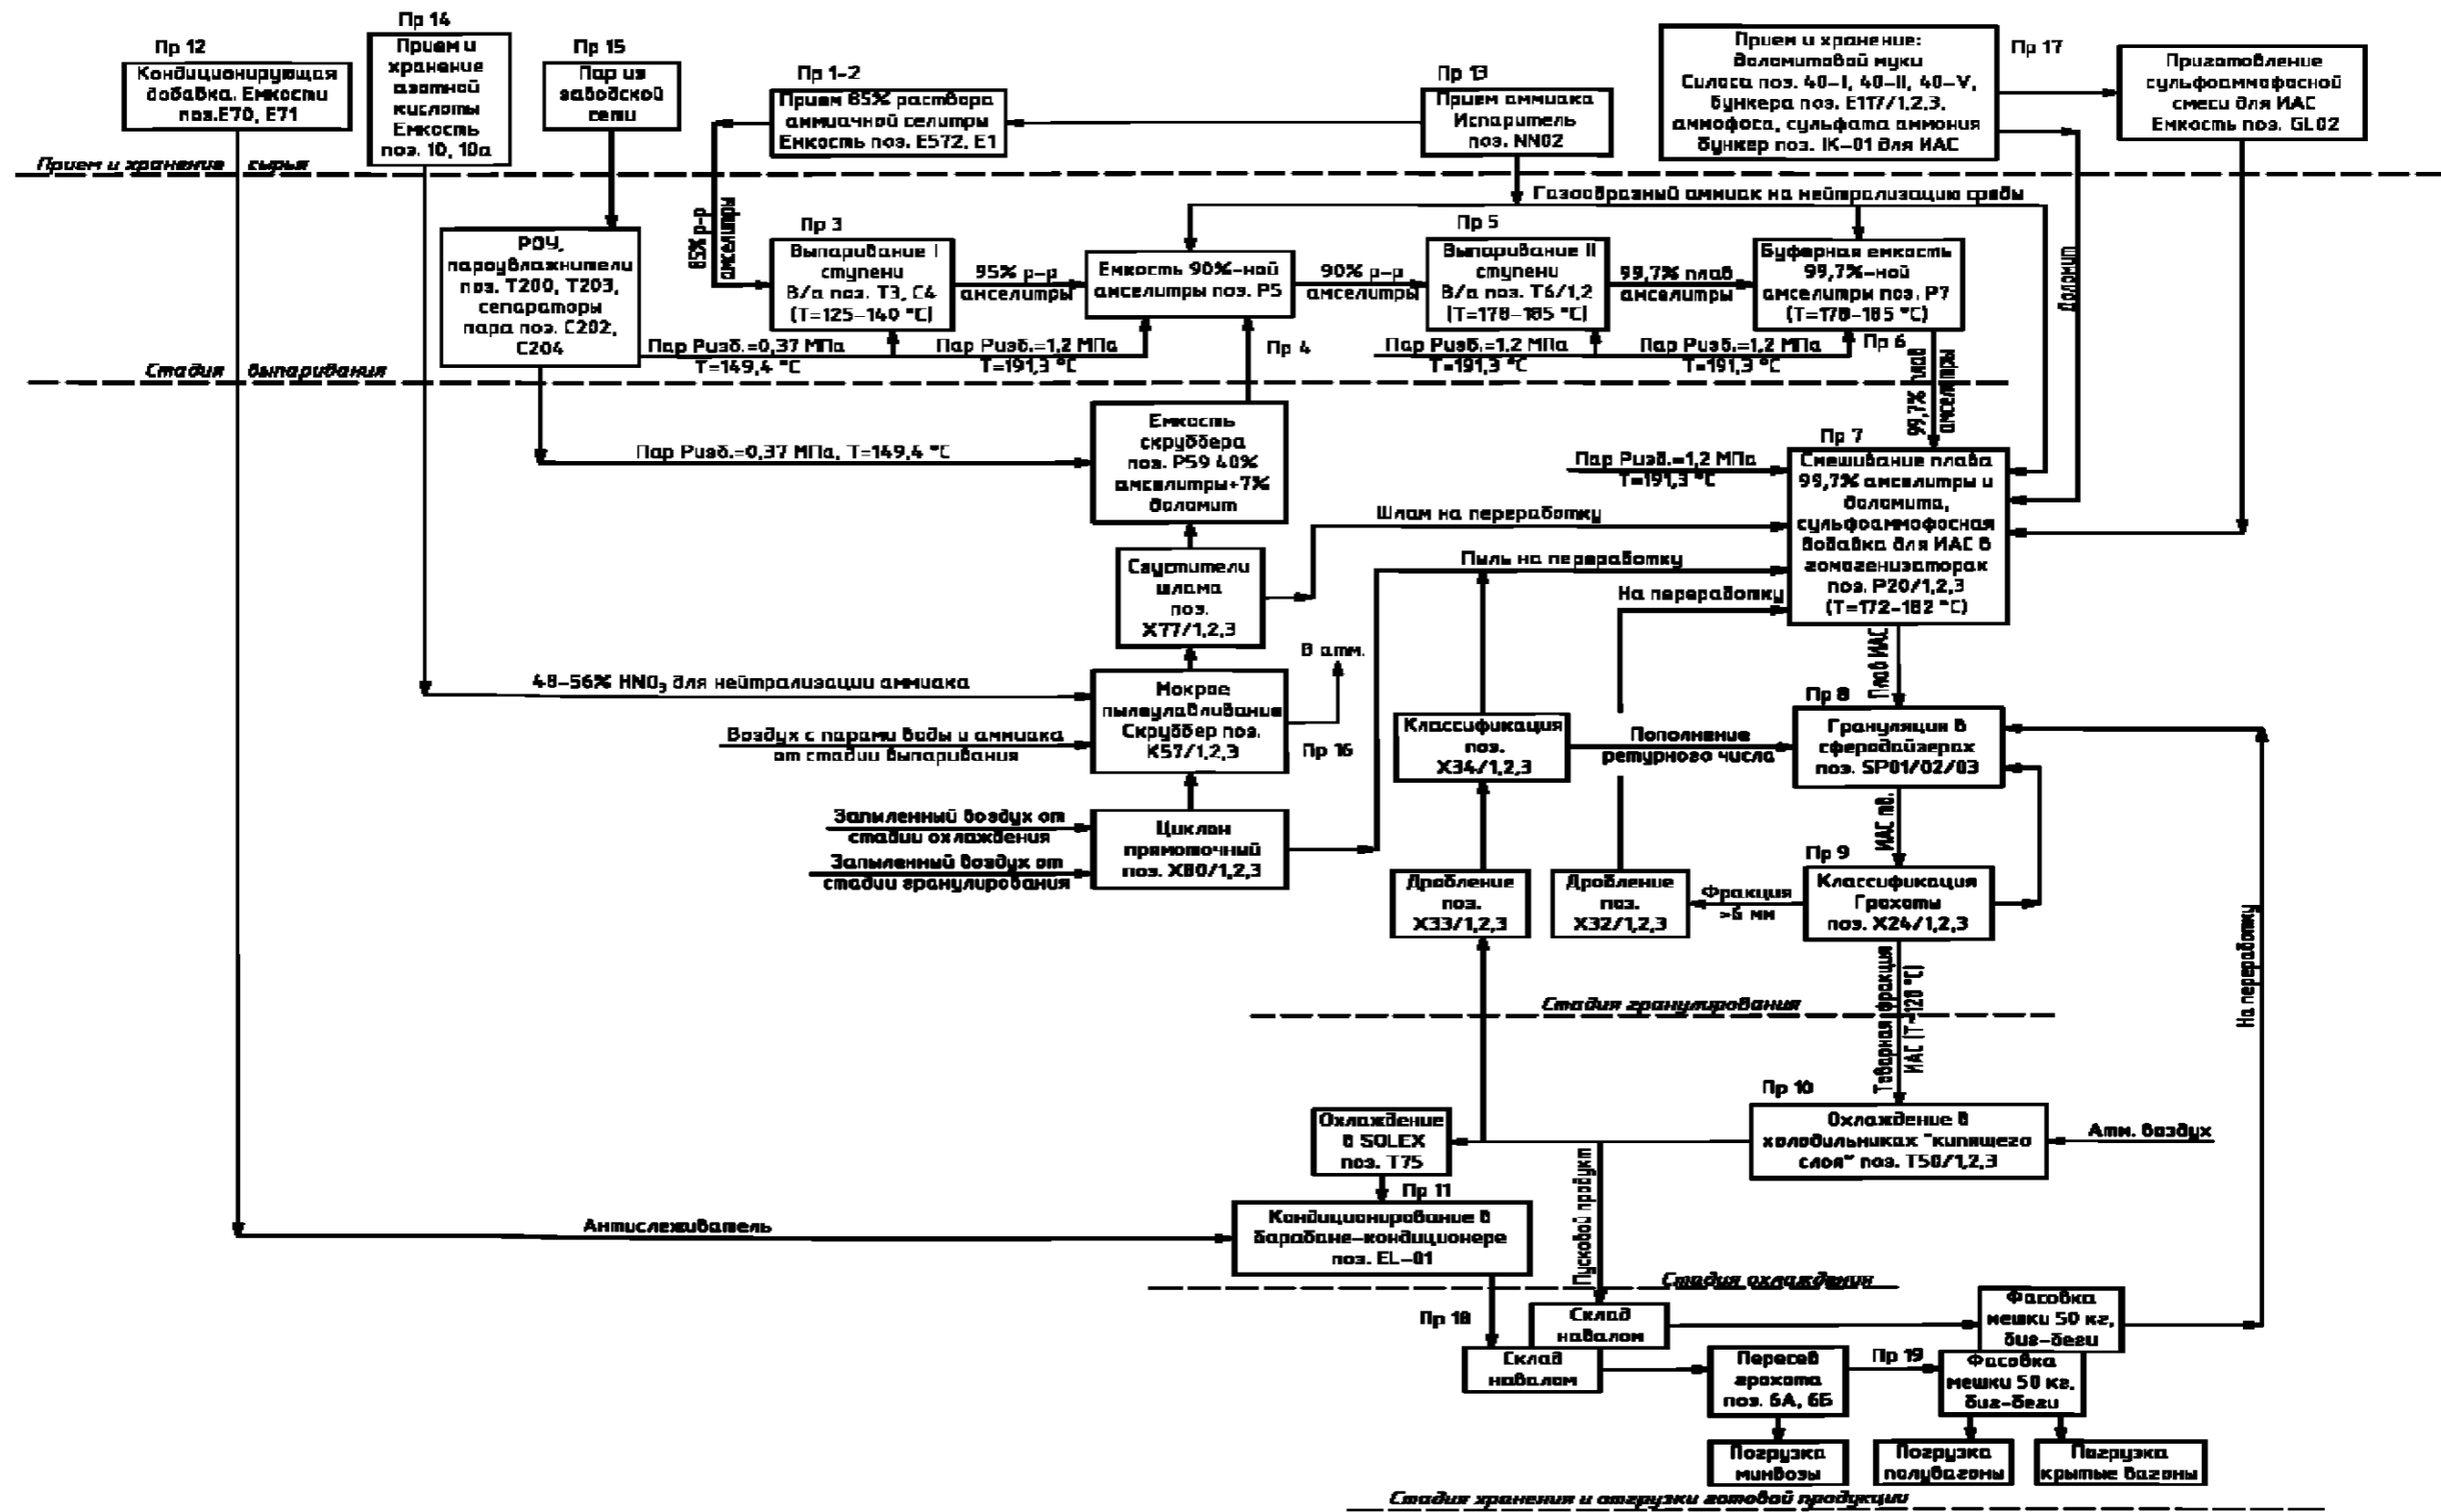 Пр 14
Прием и
хранение
азотной
кислоты
Емкость
поз. 10, 10а
Пр 12
Кондиционирующая
добавка. Емкости
поз.Е70, Е71
Пр 15
Пар из
заводской
сети
Пр 1-2
Прием 85% раствора
аммиачной селитры
Емкость поз. Е572, Е1
Пр 13
Прием аммиака
Испаритель
поз. NN02
Прием и хранение:
доломитовой муки
Силоса поз. 40-I, 40-II, 40-V,
бункера поз. Е117/1,2,3,
аммофоса, сульфата аммония
бункер поз. IK-01 для ИАС
Пр 17
Приготовление
сульфоаммофосной
смеси для ИАС
Емкость поз. GL02
Прием и хранение сырья
85% р-р
амселитры
Газообразный аммиак на нейтрализацию среды
РОУ,
пароувлажнители
поз. Т200, Т203,
сепараторы
пара поз. С202,
С204
Пр 3
Выпаривание I
ступени
В/а поз. Т3, С4
(Т=125-140 °С)
95% р-р
амселитры
Емкость 90%-ной
амселитры поз. Р5
90% р-р
амселитры
Пр 5
Выпаривание II
ступени
В/а поз. Т6/1,2
(Т=178-185 °С)
99,7% плав
амселитры
Буферная емкость
99,7%-ной
амселитры поз. Р7
(Т=178-185 °С)
Доломит
Пар Ризб.=0,37 МПа
Т=149,4 °С
Пар Ризб.=1,2 МПа
Т=191,3 °С
Пр 4
Пар Ризб.=1,2 МПа
Т=191,3 °С
Пар Ризб.=1,2 МПа
Т=191,3 °С
Пр 6
Стадия выпаривания
99,7% плав
амселитры
Емкость
скруббера
поз. Р59 40%
амселитры+7%
доломит
Пар Ризб.=0,37 МПа, Т=149,4 °С
Пр 7
Смешивание плава
99,7% амселитры и
доломита,
сульфоаммофосная
добавка для ИАС в
гомогенизаторах
поз. Р20/1,2,3
(Т=172-182 °С)
Пар Ризб.=1,2 МПа
Т=191,3 °С
Шлам на переработку
Пыль на переработку
На переработку
Сгустители
шлама
поз.
Х77/1,2,3
В атм.
Плав ИАС
48-56% HNO₃ для нейтрализации аммиака
Мокрое
пылеулавливание
Скруббер поз.
К57/1,2,3
Пр 16
Воздух с парами воды и аммиака
от стадии выпаривания
Классификация
поз.
Х34/1,2,3
Пополнение
ретурного числа
Пр 8
Грануляция в
сферодайзерах
поз. SP01/02/03
Запыленный воздух от
стадии охлаждения
Запыленный воздух от
стадии гранулирования
Циклон
прямоточный
поз. Х80/1,2,3
ИАС тв.
Дробление
поз.
Х33/1,2,3
Дробление
поз.
Х32/1,2,3
Фракция
>6 мм
Пр 9
Классификация
Грохоты
поз. Х24/1,2,3
На переработку
Стадия гранулирования
Товарная фракция
ИАС (Т~120 °С)
Пр 10
Охлаждение в
холодильниках "кипящего
слоя" поз. Т50/1,2,3
Атм. воздух
Охлаждение
в SOLEX
поз. Т75
Пусковой продукт
Пр 11
Кондиционирование в
барабане-кондиционере
поз. EL-01
Антислеживатель
Стадия охлаждения
Пр 18
Склад
навалом
Фасовка
мешки 50 кг,
биг-беги
Склад
навалом
Пересев
грохота
поз. 6А, 6Б
Пр 19
Фасовка
мешки 50 кг,
биг-беги
Погрузка
минвозы
Погрузка
полувагоны
Погрузка
крытые вагоны
Стадия хранения и отгрузки готовой продукции